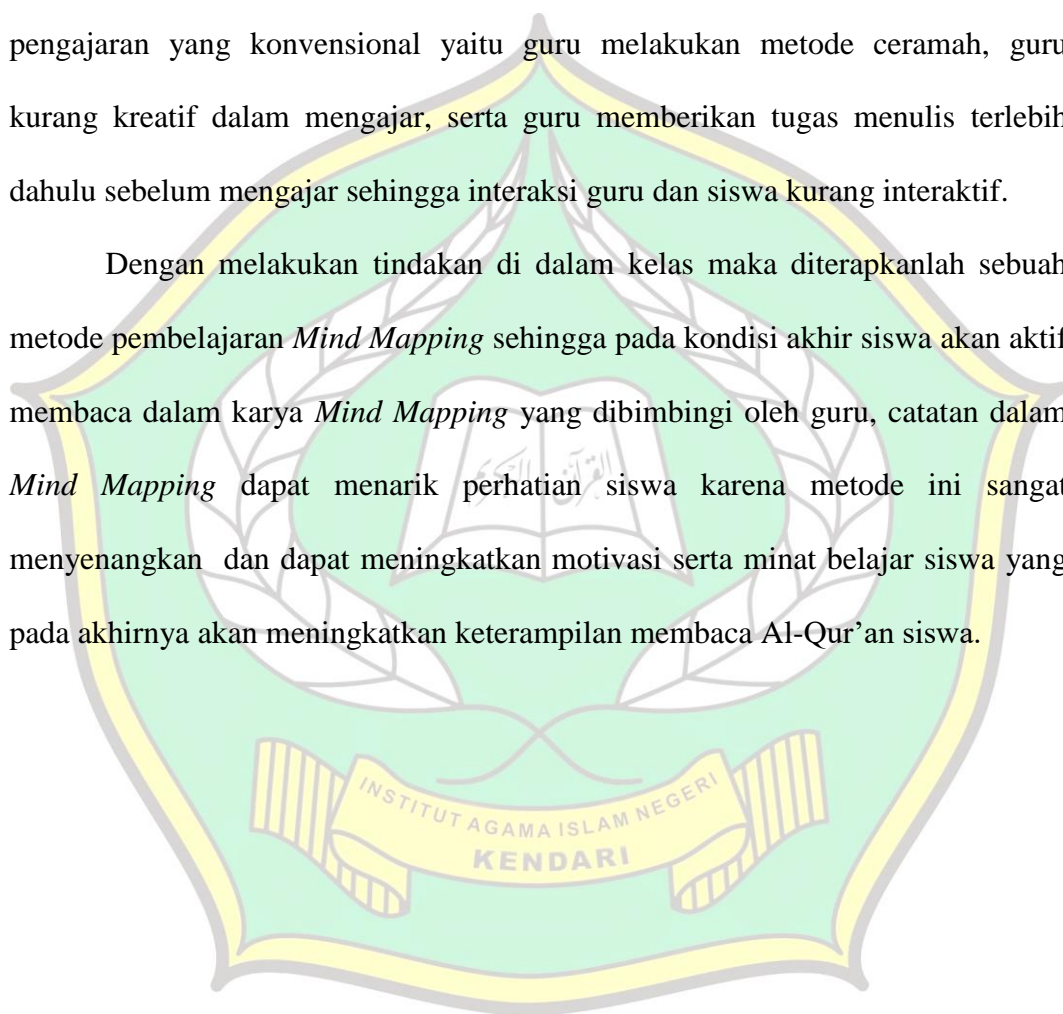 pengajaran yang konvensional yaitu guru melakukan metode ceramah, guru
kurang kreatif dalam mengajar, serta guru memberikan tugas menulis terlebih
dahulu sebelum mengajar sehingga interaksi guru dan siswa kurang interaktif.
Dengan melakukan tindakan di dalam kelas maka diterapkanlah sebuah
metode pembelajaran Mind Mapping sehingga pada kondisi akhir siswa akan aktif
membaca dalam karya Mind Mapping yang dibimbingi oleh guru, catatan dalam
Mind Mapping dapat menarik perhatian siswa karena metode ini sangat
القرآن الكريم
menyenangkan dan dapat meningkatkan motivasi serta minat belajar siswa yang
pada akhirnya akan meningkatkan keterampilan membaca Al-Qur’an siswa.
INSTITUT AGAMA ISLAM NEGERI
KENDARI